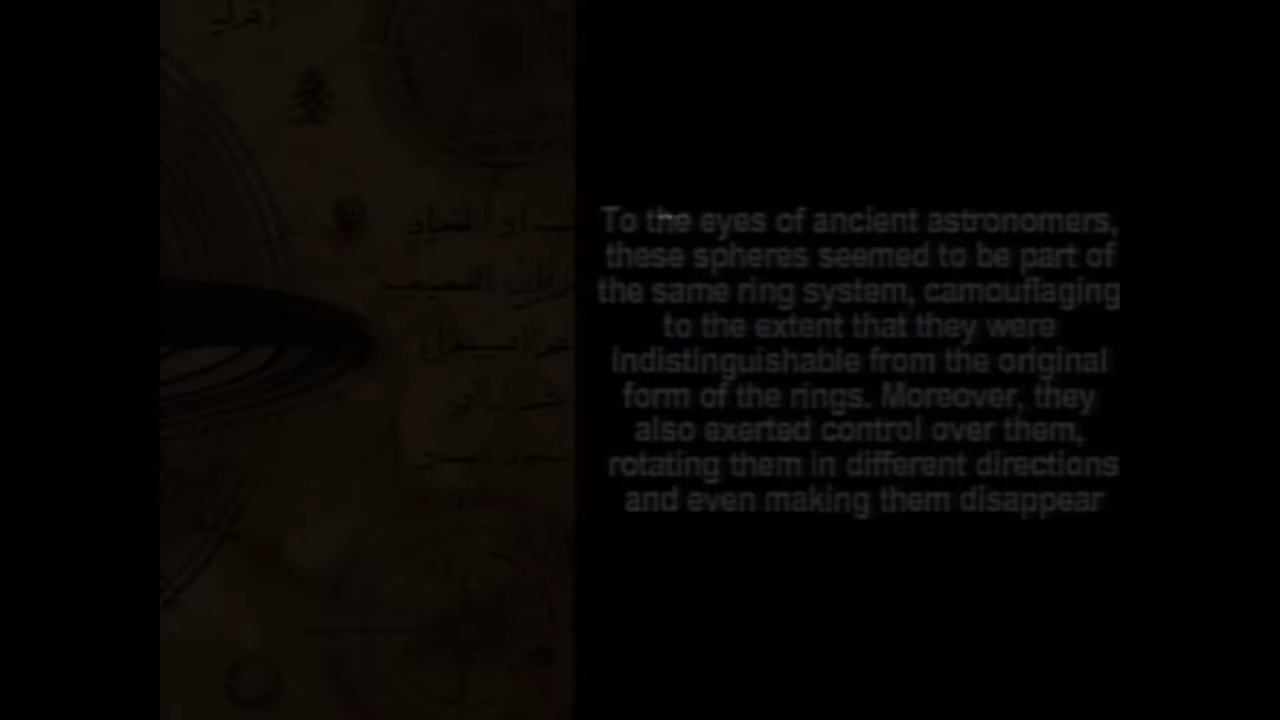 To the eyes of ancient astronomers,
these spheres seemed to be part of
the same ring system, camouflaging
to the extent that they were
indistinguishable from the original
form of the rings. Moreover, they
also exerted control over them,
rotating them in different directions
and even making them disappear